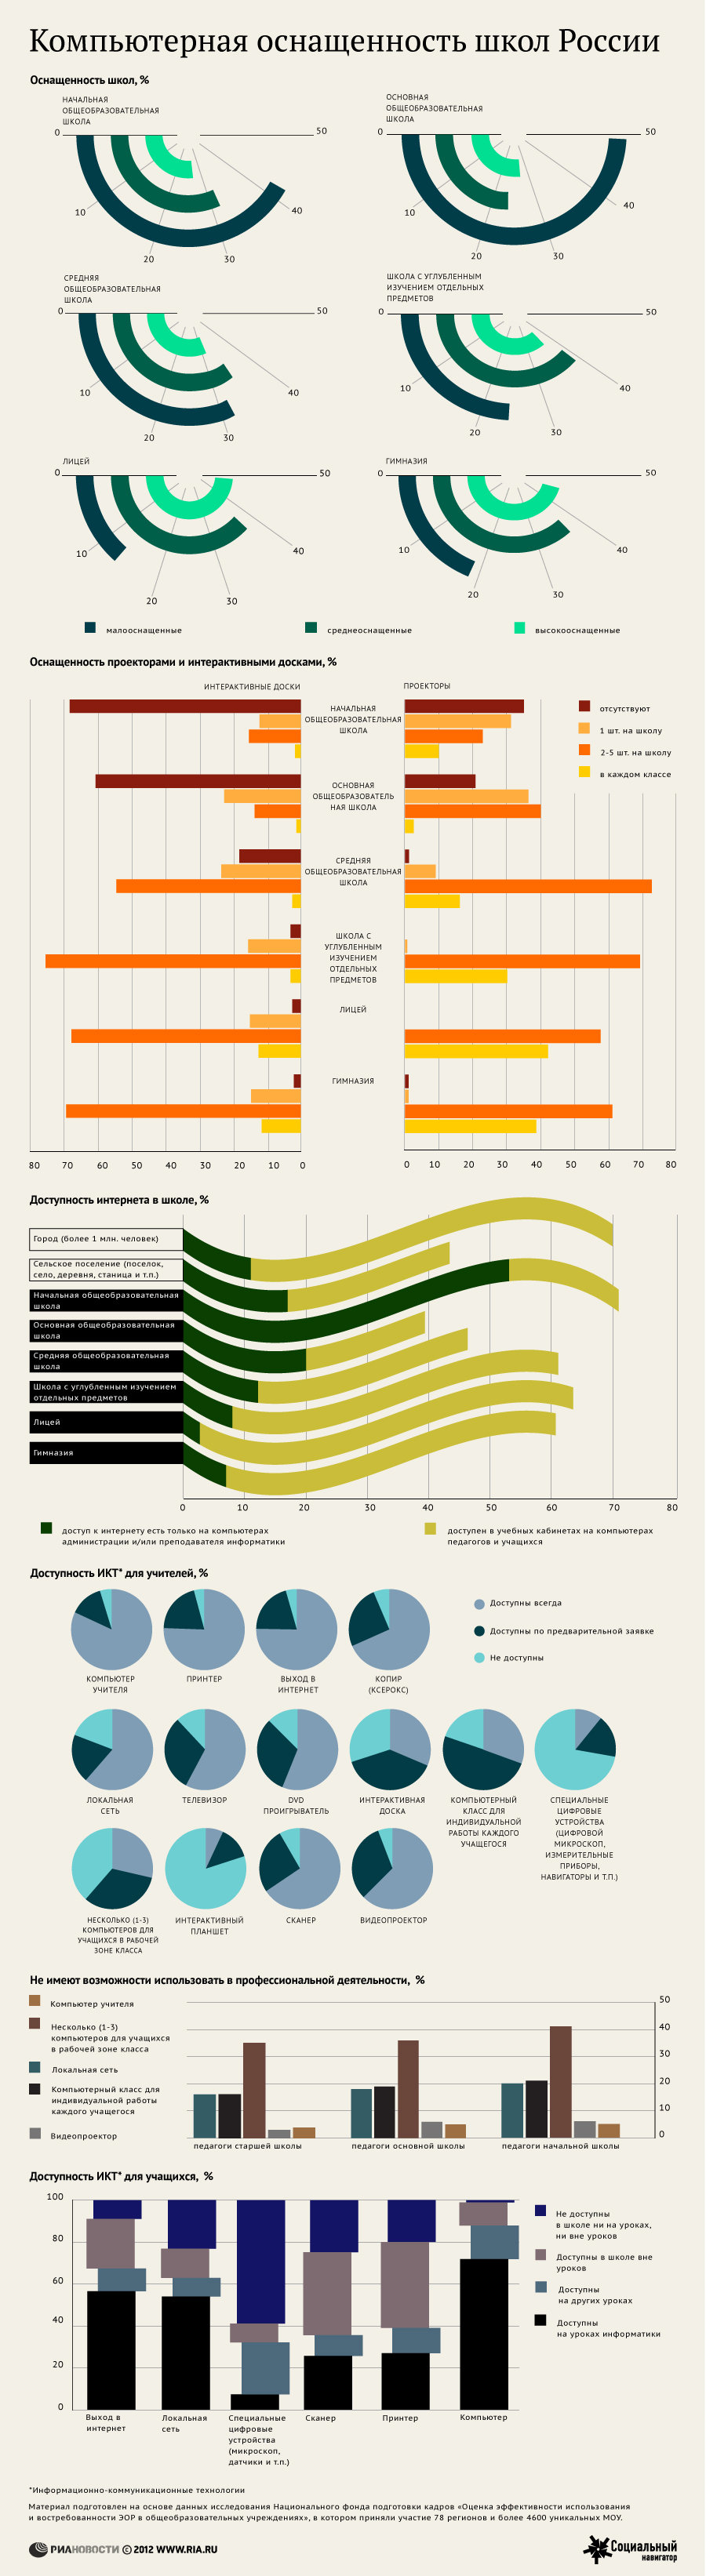 Компьютерная оснащенность школ России
Оснащенность школ, %
НАЧАЛЬНАЯ
ОБЩЕОБРАЗОВАТЕЛЬНАЯ
ШКОЛА
0
50
10
20
30
40
ОСНОВНАЯ
ОБЩЕОБРАЗОВАТЕЛЬНАЯ
ШКОЛА
0
50
10
20
30
40
СРЕДНЯЯ
ОБЩЕОБРАЗОВАТЕЛЬНАЯ
ШКОЛА
0
50
10
20
30
40
ШКОЛА С УГЛУБЛЕННЫМ
ИЗУЧЕНИЕМ ОТДЕЛЬНЫХ
ПРЕДМЕТОВ
0
50
10
20
30
40
ЛИЦЕЙ
0
50
10
20
30
40
ГИМНАЗИЯ
0
50
10
20
30
40
малооснащенные
среднеоснащенные
высокооснащенные
Оснащенность проекторами и интерактивными досками, %
ИНТЕРАКТИВНЫЕ ДОСКИ
ПРОЕКТОРЫ
НАЧАЛЬНАЯ
ОБЩЕОБРАЗОВАТЕЛЬНАЯ
ШКОЛА
ОСНОВНАЯ
ОБЩЕОБРАЗОВАТЕЛЬ
НАЯ ШКОЛА
СРЕДНЯЯ
ОБЩЕОБРАЗОВАТЕЛЬНАЯ
ШКОЛА
ШКОЛА С
УГЛУБЛЕННЫМ
ИЗУЧЕНИЕМ
ОТДЕЛЬНЫХ
ПРЕДМЕТОВ
ЛИЦЕЙ
ГИМНАЗИЯ
отсутствуют
1 шт. на школу
2-5 шт. на школу
в каждом классе
80 70 60 50 40 30 20 10 0
0 10 20 30 40 50 60 70 80
Доступность интернета в школе, %
Город (более 1 млн. человек)
Сельское поселение (поселок,
село, деревня, станица и т.п.)
Начальная общеобразовательная
школа
Основная общеобразовательная
школа
Средняя общеобразовательная
школа
Школа с углубленным изучением
отдельных предметов
Лицей
Гимназия
0 10 20 30 40 50 60 70 80
доступ к интернету есть только на компьютерах
администрации и/или преподавателя информатики
доступен в учебных кабинетах на компьютерах
педагогов и учащихся
Доступность ИКТ* для учителей, %
Доступны всегда
Доступны по предварительной заявке
Не доступны
КОМПЬЮТЕР
УЧИТЕЛЯ
ПРИНТЕР
ВЫХОД В
ИНТЕРНЕТ
КОПИР
(КСЕРОКС)
ЛОКАЛЬНАЯ
СЕТЬ
ТЕЛЕВИЗОР
DVD
ПРОИГРЫВАТЕЛЬ
ИНТЕРАКТИВНАЯ
ДОСКА
КОМПЬЮТЕРНЫЙ
КЛАСС ДЛЯ
ИНДИВИДУАЛЬНОЙ
РАБОТЫ КАЖДОГО
УЧАЩЕГОСЯ
СПЕЦИАЛЬНЫЕ
ЦИФРОВЫЕ
УСТРОЙСТВА
(ЦИФРОВОЙ
МИКРОСКОП,
ИЗМЕРИТЕЛЬНЫЕ
ПРИБОРЫ,
НАВИГАТОРЫ И Т.П.)
НЕСКОЛЬКО (1-3)
КОМПЬЮТЕРОВ ДЛЯ
УЧАЩИХСЯ В РАБОЧЕЙ
ЗОНЕ КЛАССА
ИНТЕРАКТИВНЫЙ
ПЛАНШЕТ
СКАНЕР
ВИДЕОПРОЕКТОР
Не имеют возможности использовать в профессиональной деятельности, %
Компьютер учителя
Несколько (1-3)
компьютеров для учащихся
в рабочей зоне класса
Локальная сеть
Компьютерный класс для
индивидуальной работы
каждого учащегося
Видеопроектор
50
40
30
20
10
0
педагоги старшей школы
педагоги основной школы
педагоги начальной школы
Доступность ИКТ* для учащихся, %
100
80
60
40
20
0
Выход в
интернет
Локальная
сеть
Специальные
цифровые
устройства
(микроскоп,
датчики и т.п.)
Сканер
Принтер
Компьютер
Не доступны
в школе ни на уроках,
ни вне уроков
Доступны в школе вне
уроков
Доступны
на других уроках
Доступны
на уроках информатики
*Информационно-коммуникационные технологии
Материал подготовлен на основе данных исследования Национального фонда подготовки кадров «Оценка эффективности использования
и востребованности ЭОР в общеобразовательных учреждениях», в котором приняли участие 78 регионов и более 4600 уникальных МОУ.
РИАНОВОСТИ © 2012 WWW.RIA.RU
Социальный
навигатор